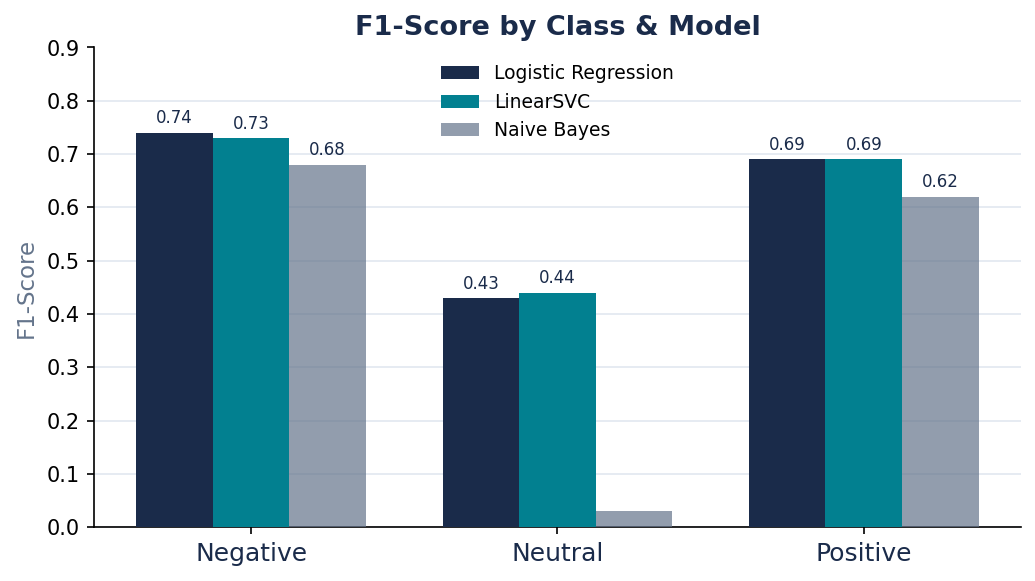 F1-Score by Class & Model
Logistic Regression
LinearSVC
Naive Bayes
F1-Score
0.9
0.8
0.7
0.6
0.5
0.4
0.3
0.2
0.1
0.0
0.74
0.73
0.68
0.43
0.44
0.69
0.69
0.62
Negative
Neutral
Positive